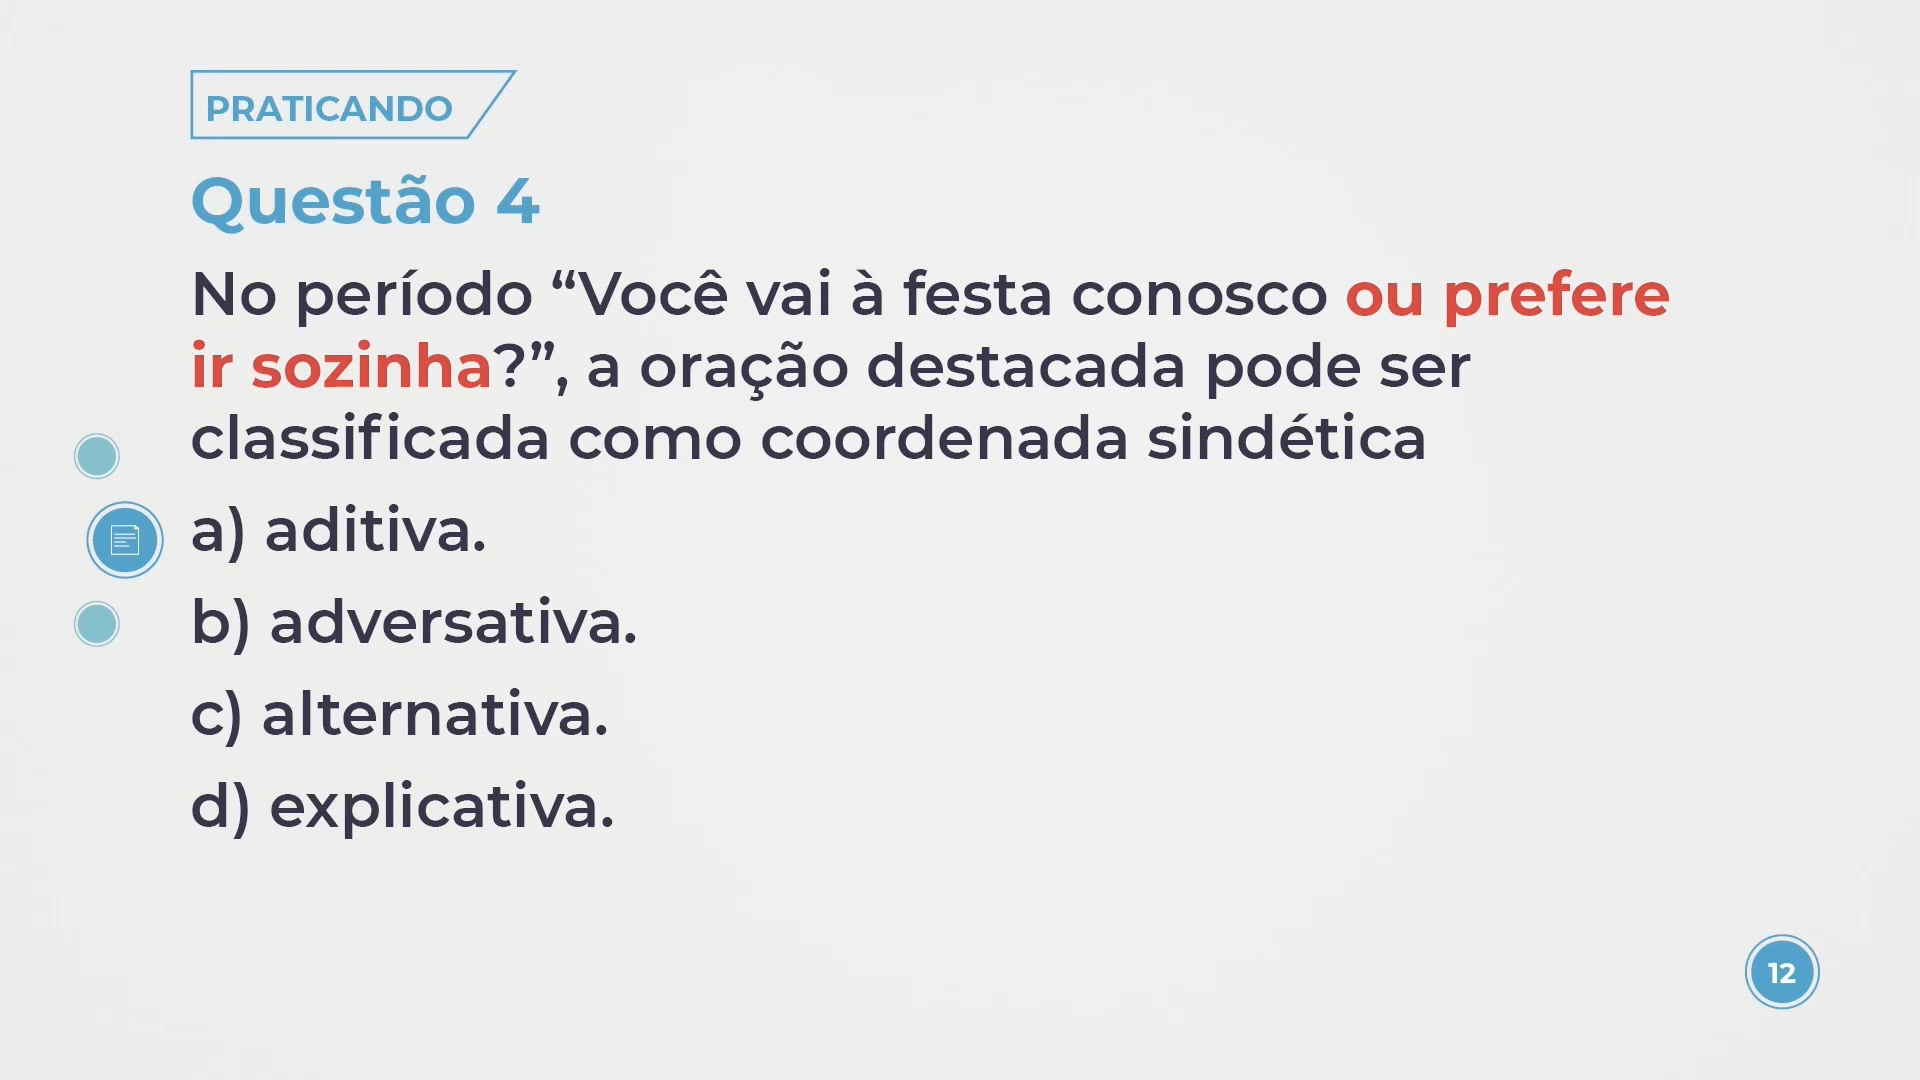 PRATICANDO
Questão 4
No período “Você vai à festa conosco ou prefere
ir sozinha?”, a oração destacada pode ser
classificada como coordenada sindética
a) aditiva.
b) adversativa.
c) alternativa.
d) explicativa.
12